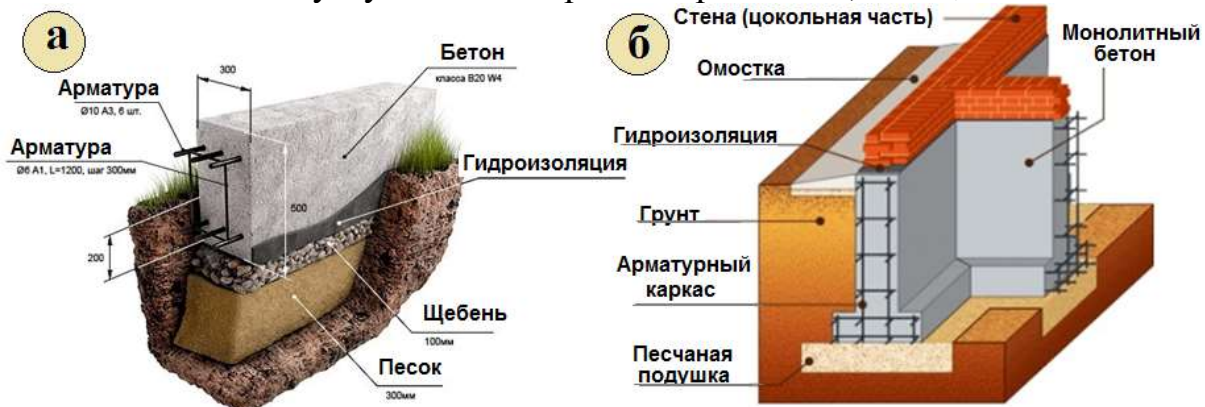 а
300
Арматура
Ø10 А3, 6 шт.
Арматура
Ø6 А1, L=1200, шаг 300мм
200
600
Бетон
класса В20 W4
Гидроизоляция
Щебень
100мм
Песок
300мм
б
Стена (цокольная часть)
Монолитный
бетон
Омостка
Гидроизоляция
Грунт
Арматурный
каркас
Песчаная
подушка